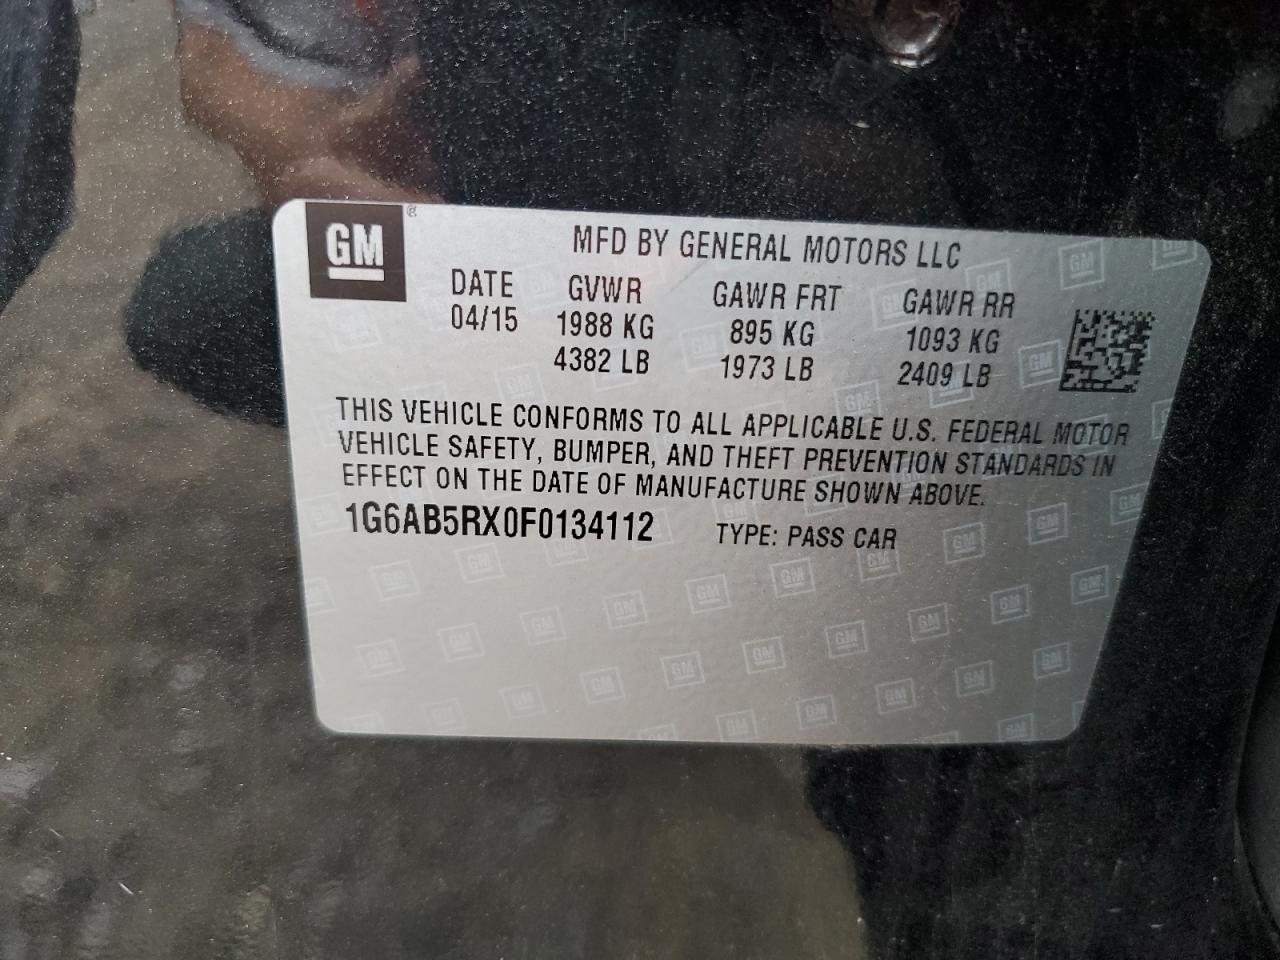 GM ®
MFD BY GENERAL MOTORS LLC
DATE GVWR GAWR FRT GAWR RR
04/15 1988 KG 895 KG 1093 KG
4382 LB 1973 LB 2409 LB
THIS VEHICLE CONFORMS TO ALL APPLICABLE U.S. FEDERAL MOTOR
VEHICLE SAFETY, BUMPER, AND THEFT PREVENTION STANDARDS IN
EFFECT ON THE DATE OF MANUFACTURE SHOWN ABOVE.
1G6AB5RX0F0134112 TYPE: PASS CAR